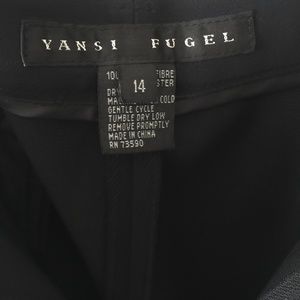 YANSI FUGEL
14
GENTLE CYCLE
TUMBLE DRY LOW
REMOVE PROMPTLY
MADE IN CHINA
RN 73590